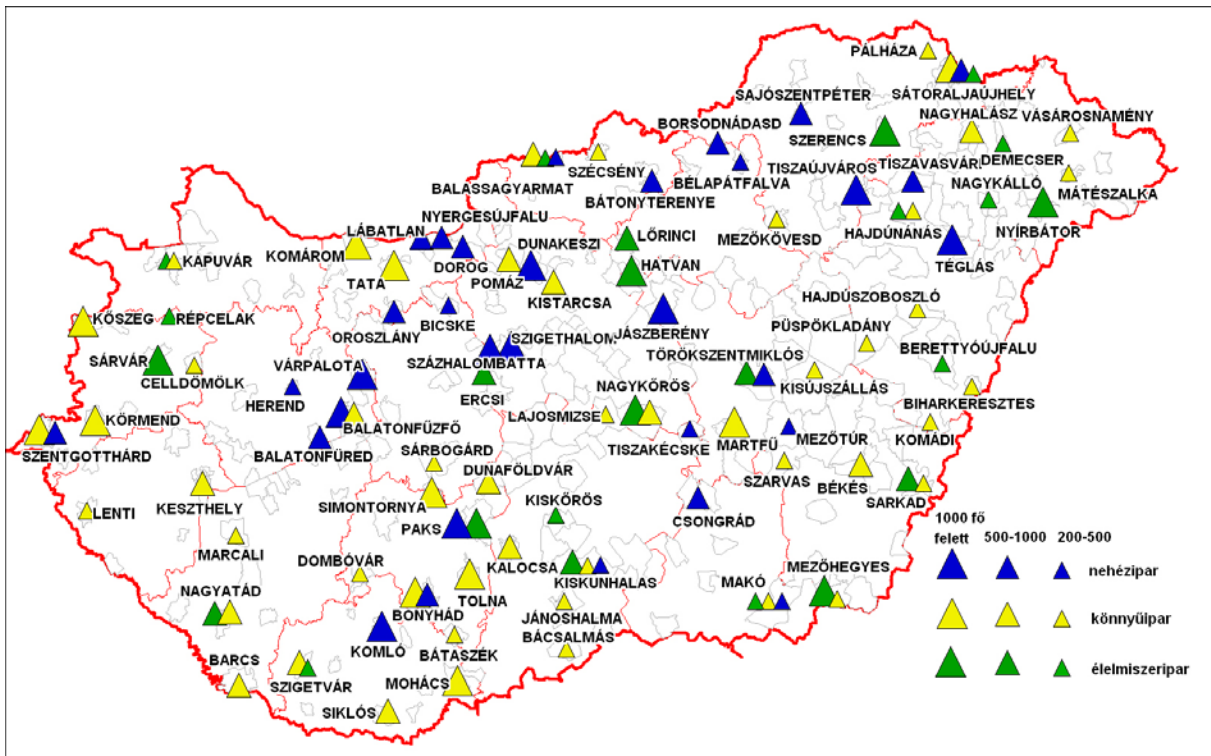 PÁLHÁZA
SÁTORALJAÚJHELY
SAJÓSZENTPÉTER
NAGYHALÁSZ
VÁSÁROSNAMÉNY
BORSODNÁDASD
SZERENCS
DEMECSER
SZÉCSÉNY
TISZAÚJVÁROS
TISZAVASVÁRI
BALASSAGYARMAT
BÉLAPÁTFALVA
NAGYKÁLLÓ
MÁTÉSZALKA
BÁTONYTERENYE
NYERGESÚJFALU
LÁBATLAN
DUNAKESZI
LŐRINCI
MEZŐKÖVESD
HAJDÚNÁNÁS
NYÍRBÁTOR
KOMÁROM
DOROG
POMÁZ
HATVAN
TÉGLÁS
KAPUVÁR
TATA
KISTARCSA
HAJDÚSZOBOSZLÓ
KŐSZEG
RÉPCELAK
OROSZLÁNY
BICSKE
SZIGETHALOM
JÁSZBERÉNY
PÜSPÖKLADÁNY
SÁRVÁR
VÁRPALOTA
SZÁZHALOMBATTA
TÖRÖKSZENTMIKLÓS
BERETTYÓÚJFALU
CELLDÖMÖLK
HEREND
ERCSI
NAGYKŐRÖS
KISÚJSZÁLLÁS
BIHARKERESZTES
KÖRMEND
LAJOSMIZSE
BALATONFŰZFŐ
KOMÁDI
SZENTGOTTHÁRD
BALATONFÜRED
SÁRBOGÁRD
TISZAKÉCSKE
MARTFŰ
MEZŐTÚR
DUNAFÖLDVÁR
SZARVAS
BÉKÉS
KESZTHELY
SIMONTORNYA
KISKŐRÖS
SARKAD
LENTI
PAKS
CSONGRÁD
1000 fő
felett
500-1000
200-500
MARCALI
DOMBÓVÁR
KALOCSA
KISKUNHALAS
MEZŐHEGYES
nehézipar
NAGYATÁD
TOLNA
MAKÓ
BONYHÁD
JÁNOSHALMA
könnyűipar
KOMLÓ
BÁCSALMÁS
BARCS
BÁTASZÉK
SZIGETVÁR
MOHÁCS
élelmiszeripar
SIKLÓS